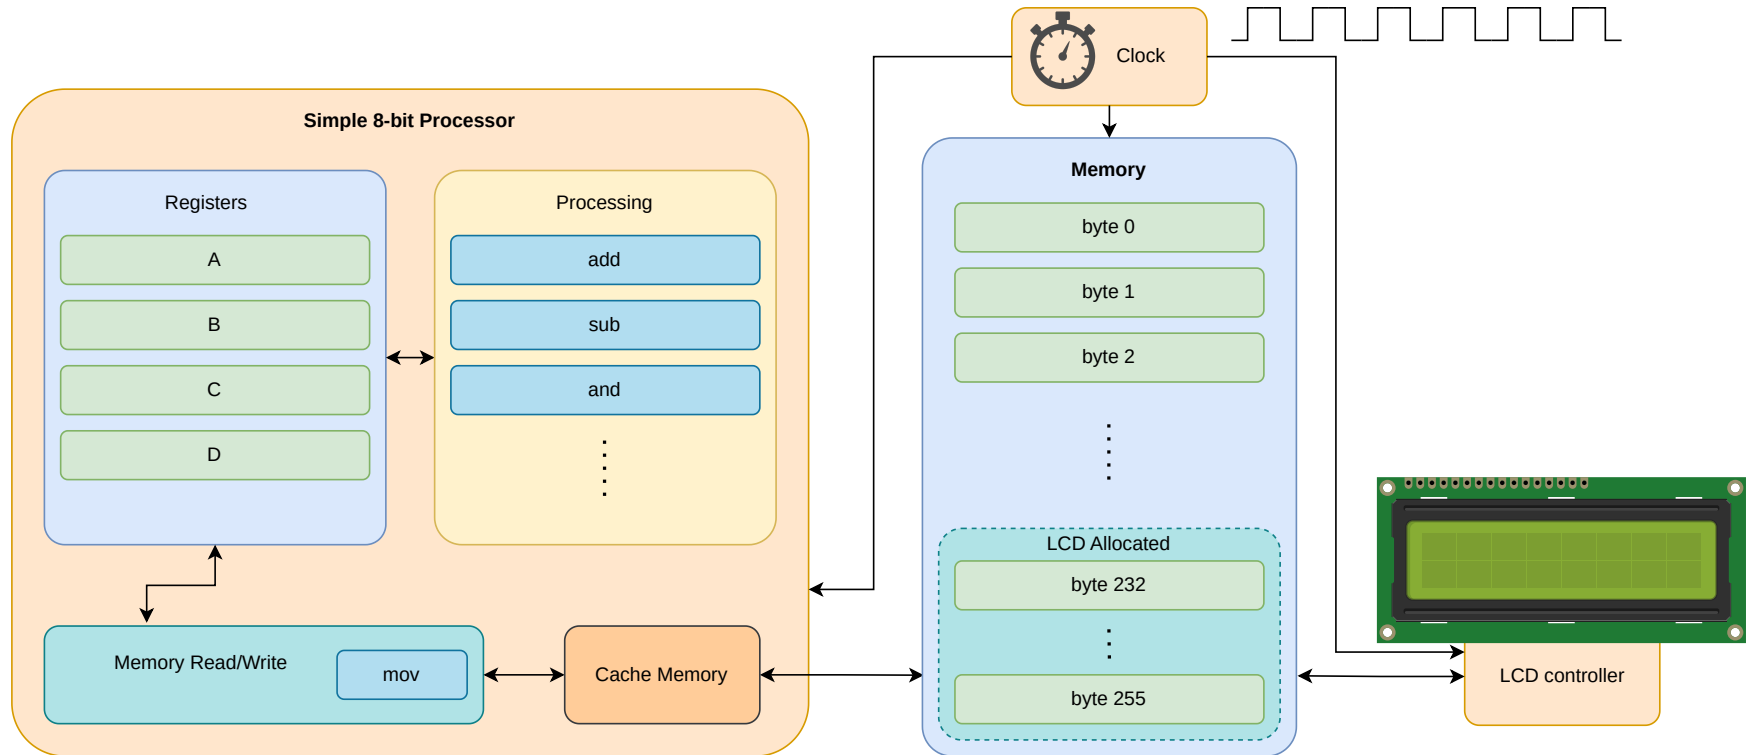 Clock
Simple 8-bit Processor
Registers
A
B
C
D
Processing
add
sub
and
Memory Read/Write
mov
Cache Memory
Memory
byte 0
byte 1
byte 2
LCD Allocated
byte 232
byte 255
LCD controller